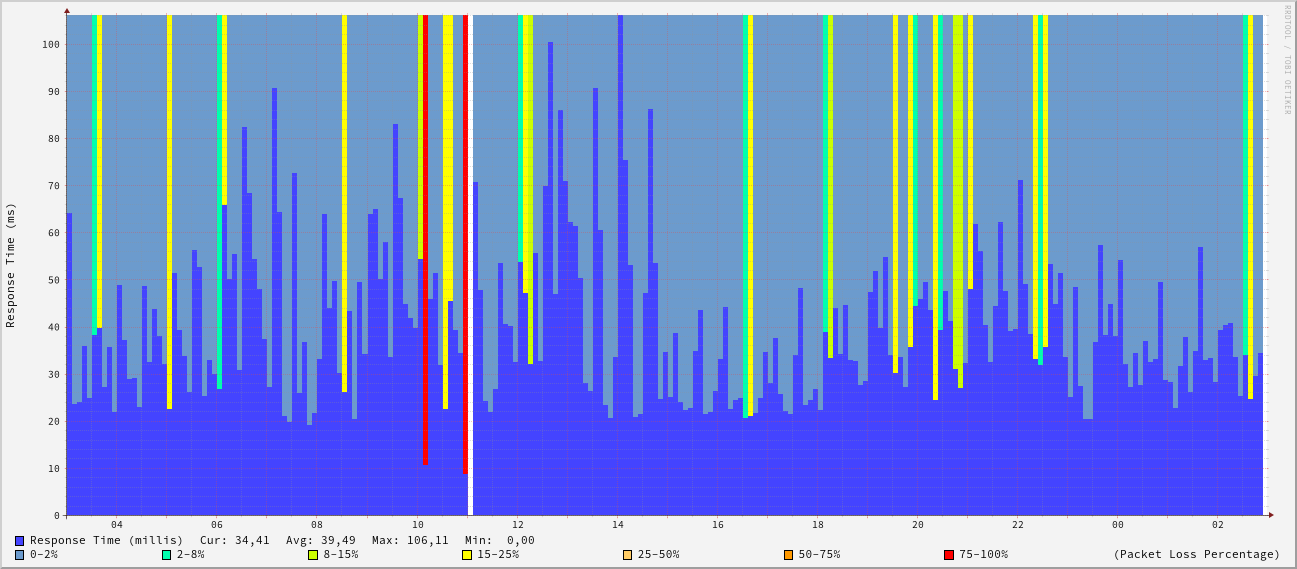 RRDTOOL / TOBI OETIKER
Response Time (ms)
100
90
80
70
60
50
40
30
20
10
0
04 06 08 10 12 14 16 18 20 22 00 02
Response Time (millis) Cur: 34,41 Avg: 39,49 Max: 106,11 Min: 0,00
0-2% 2-8% 8-15% 15-25% 25-50% 50-75% 75-100% (Packet Loss Percentage)